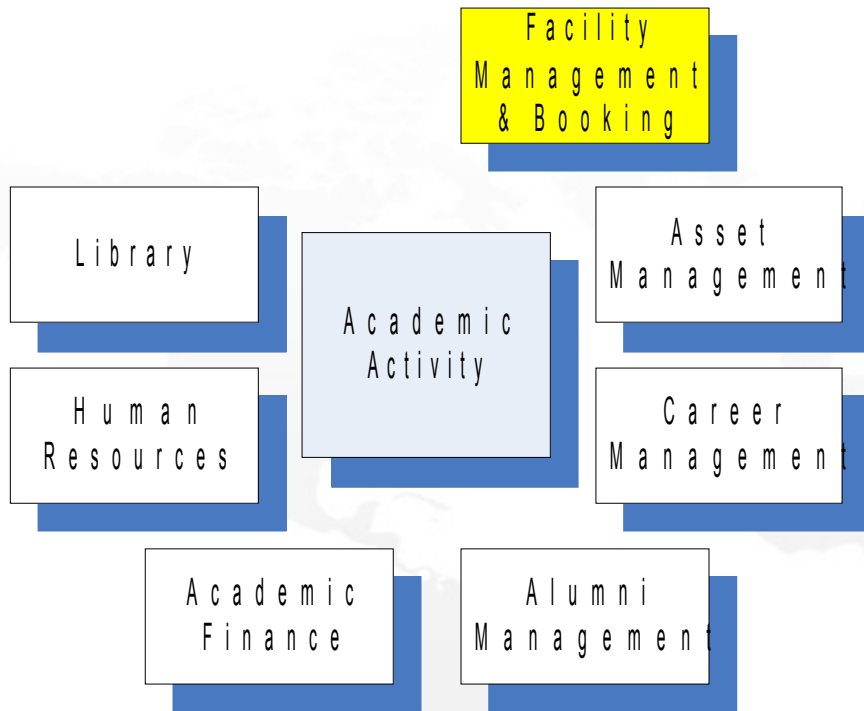 Facility
Management
& Booking
Library
Asset
Management
Academic
Activity
Human
Resources
Career
Management
Academic
Finance
Alumni
Management